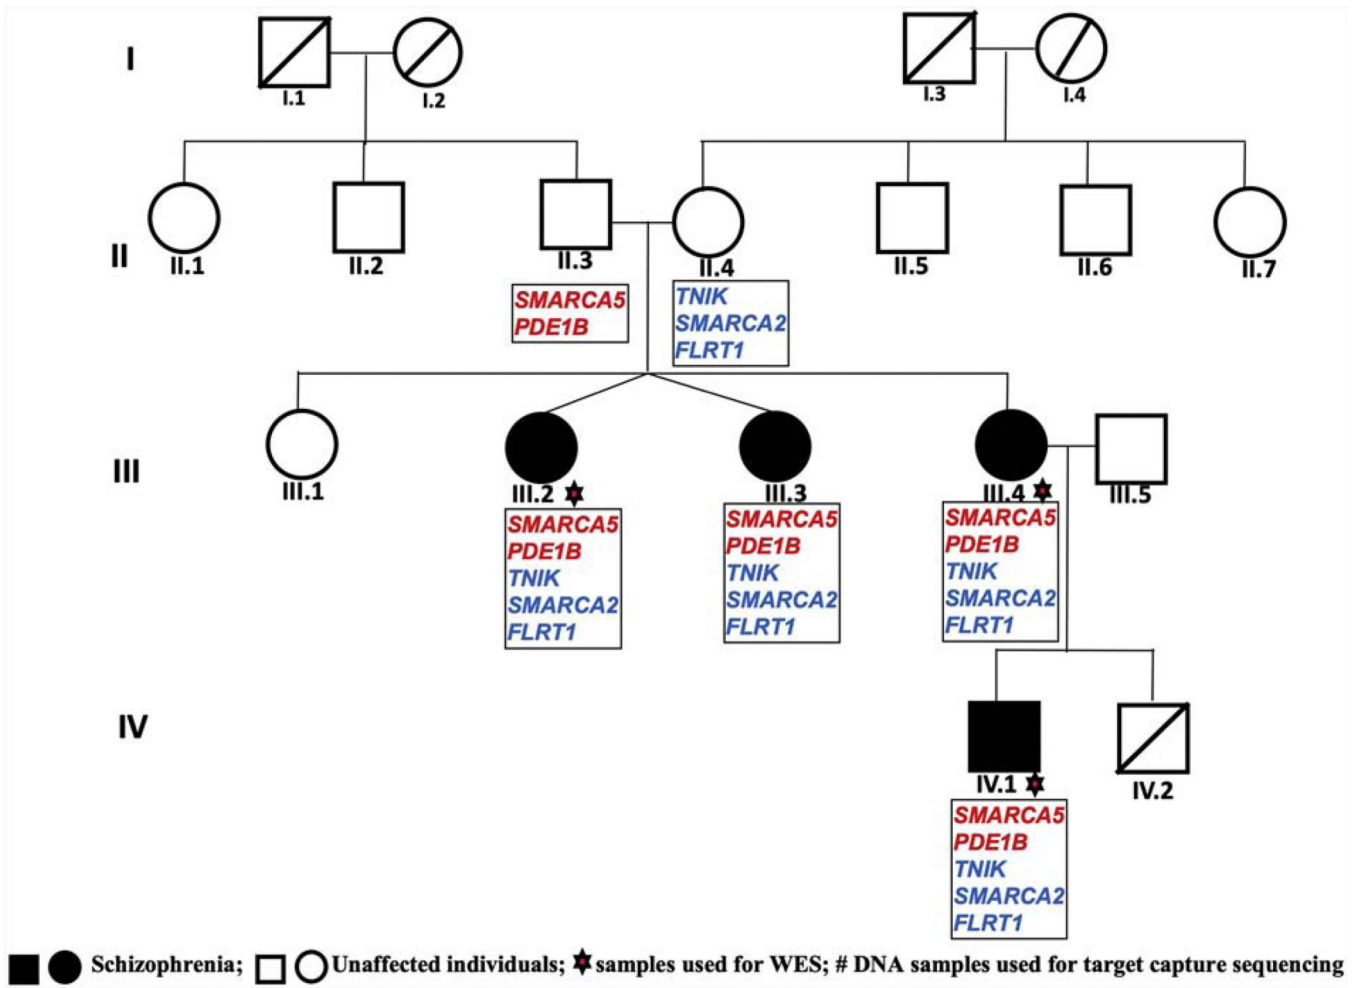 I
I.1
I.2
I.3
I.4
II
II.1
II.2
II.3
II.4
II.5
II.6
II.7
SMARCA5
PDE1B
TNIK
SMARCA2
FLRT1
III
III.1
III.2
III.3
III.4
III.5
SMARCA5
PDE1B
TNIK
SMARCA2
FLRT1
SMARCA5
PDE1B
TNIK
SMARCA2
FLRT1
SMARCA5
PDE1B
TNIK
SMARCA2
FLRT1
IV
IV.1
IV.2
SMARCA5
PDE1B
TNIK
SMARCA2
FLRT1
Schizophrenia; Unaffected individuals; samples used for WES; # DNA samples used for target capture sequencing